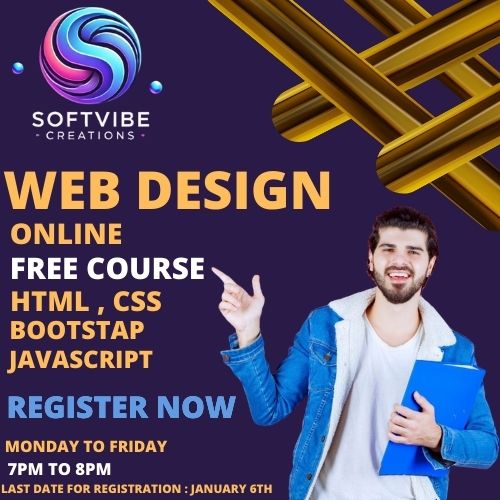 SOFTVIBE
- CREATIONS -
WEB DESIGN
ONLINE
FREE COURSE
HTML , CSS
BOOTSTAP
JAVASCRIPT
REGISTER NOW
MONDAY TO FRIDAY
7PM TO 8PM
LAST DATE FOR REGISTRATION : JANUARY 6TH